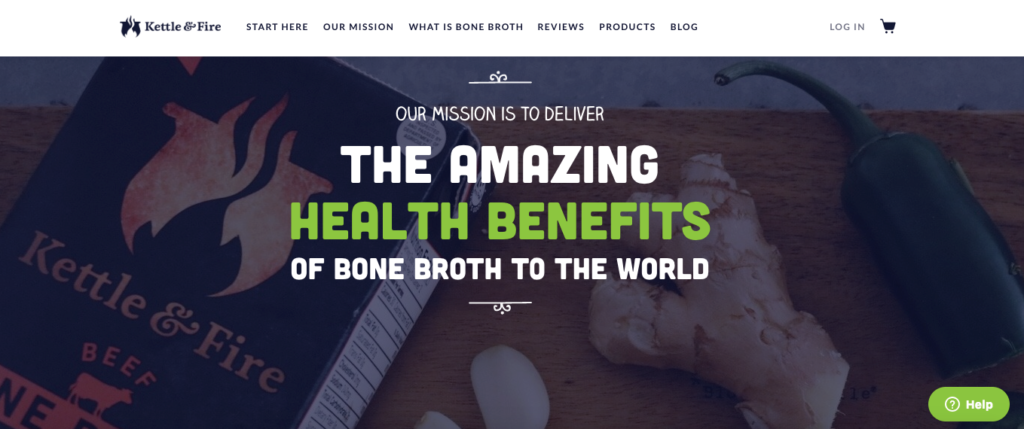 Kettle & Fire START HERE OUR MISSION WHAT IS BONE BROTH REVIEWS PRODUCTS BLOG LOG IN
OUR MISSION IS TO DELIVER
THE AMAZING
HEALTH BENEFITS
OF BONE BROTH TO THE WORLD
Kettle & Fire
BEEF
Help